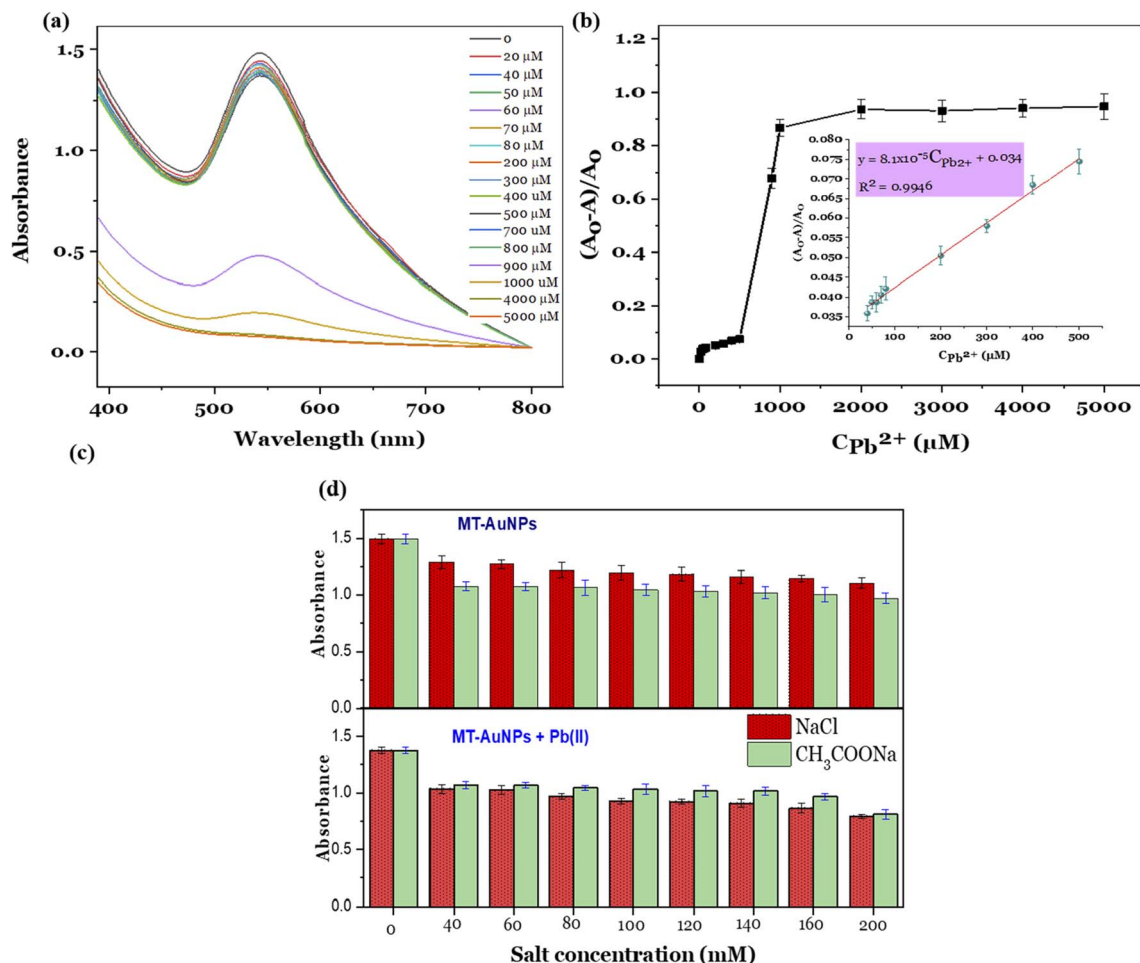 (a)
Absorbance
1.5
1.0
0.5
0.0
400
500
600
700
800
Wavelength (nm)
0
20 µM
40 µM
50 µM
60 µM
70 µM
80 µM
200 µM
300 µM
400 uM
500 µM
700 uM
800 µM
900 µM
1000 uM
4000 µM
5000 µM
(b)
(A₀-A)/A₀
1.2
1.0
0.8
0.6
0.4
0.2
0.0
0
1000
2000
3000
4000
5000
C Pb²⁺ (µM)
(A₀-A)/A₀
0.080
0.075
0.070
0.065
0.060
0.055
0.050
0.045
0.040
0.035
y = 8.1x10⁻⁵C Pb2+ + 0.034
R² = 0.9946
0
100
200
300
400
500
C Pb²⁺ (µM)
(c)
(d)
MT-AuNPs
Absorbance
1.5
1.0
0.5
0.0
MT-AuNPs + Pb(II)
NaCl
CH₃COONa
Absorbance
1.5
1.0
0.5
0.0
0
40
60
80
100
120
140
160
200
Salt concentration (mM)